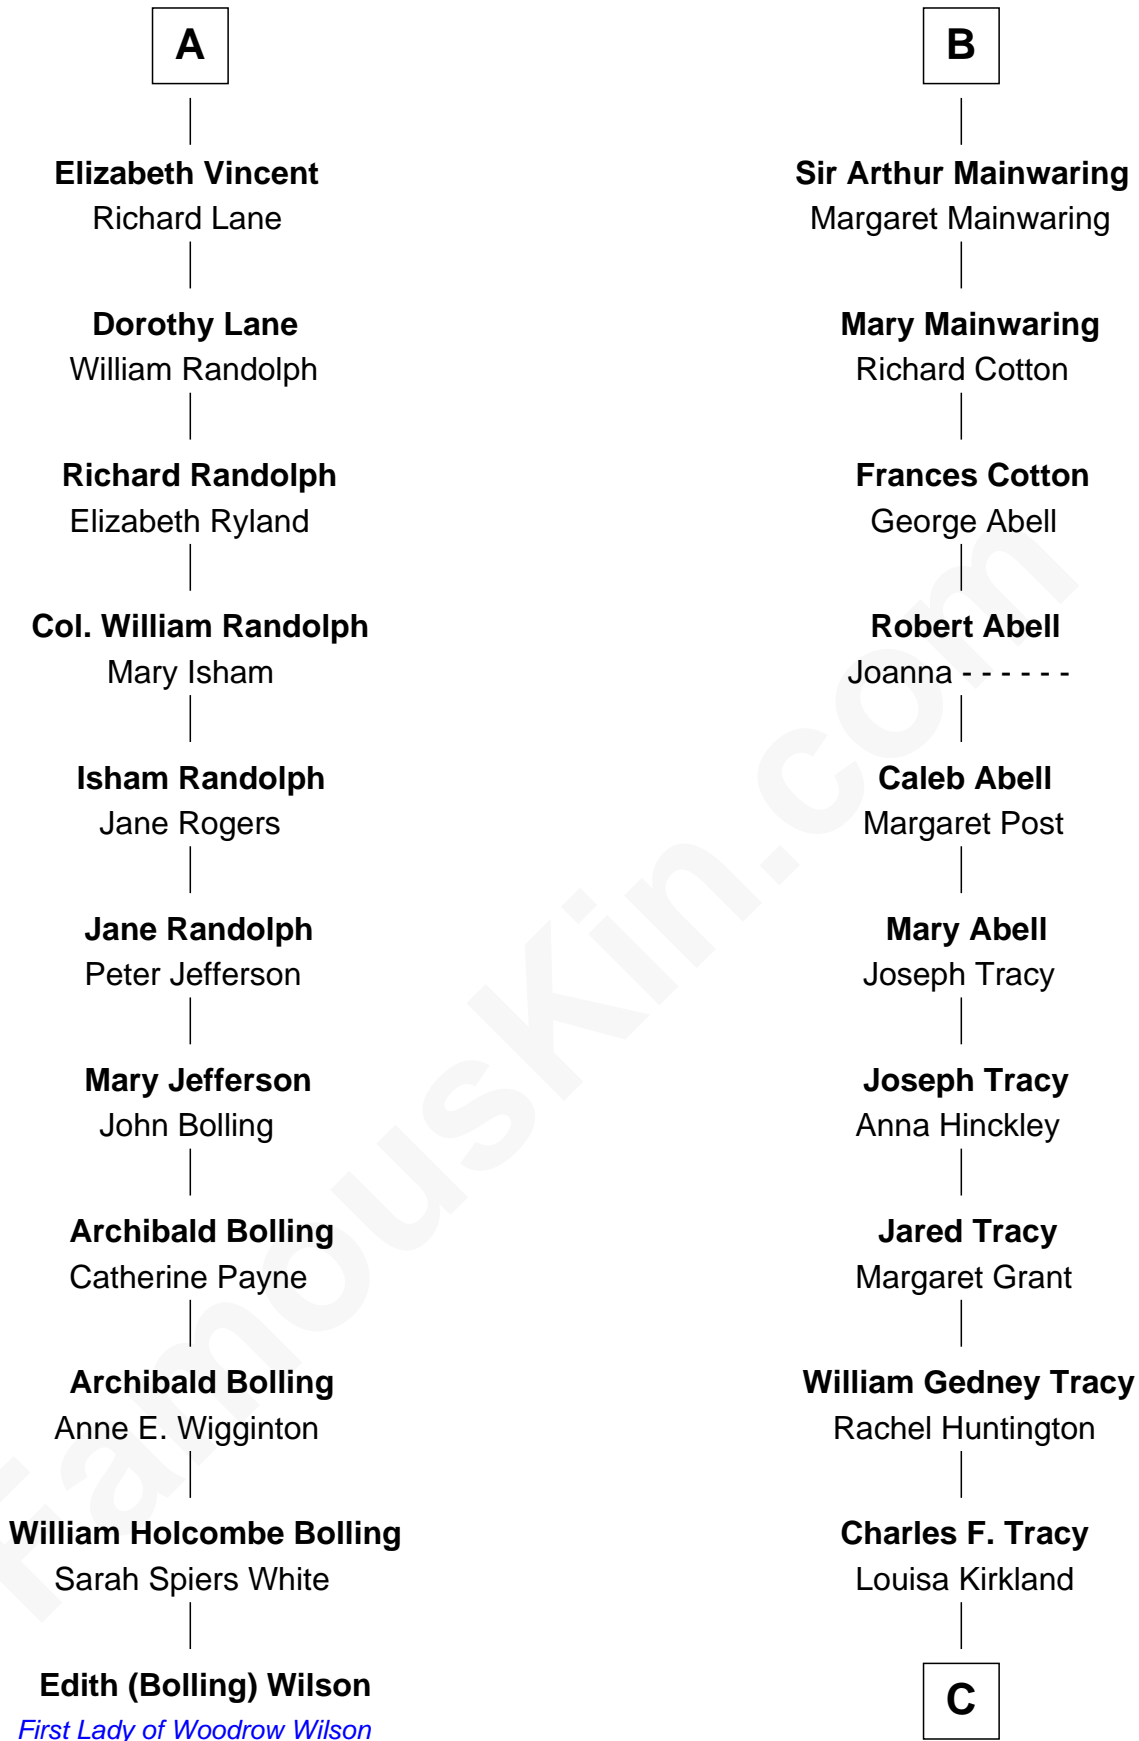 A
Elizabeth Vincent
Richard Lane
Dorothy Lane
William Randolph
Richard Randolph
Elizabeth Ryland
Col. William Randolph
Mary Isham
Isham Randolph
Jane Rogers
Jane Randolph
Peter Jefferson
Mary Jefferson
John Bolling
Archibald Bolling
Catherine Payne
Archibald Bolling
Anne E. Wigginton
William Holcombe Bolling
Sarah Spiers White
Edith (Bolling) Wilson
First Lady of Woodrow Wilson
B
Sir Arthur Mainwaring
Margaret Mainwaring
Mary Mainwaring
Richard Cotton
Frances Cotton
George Abell
Robert Abell
Joanna - - - - - -
Caleb Abell
Margaret Post
Mary Abell
Joseph Tracy
Joseph Tracy
Anna Hinckley
Jared Tracy
Margaret Grant
William Gedney Tracy
Rachel Huntington
Charles F. Tracy
Louisa Kirkland
C
FamousKin.com